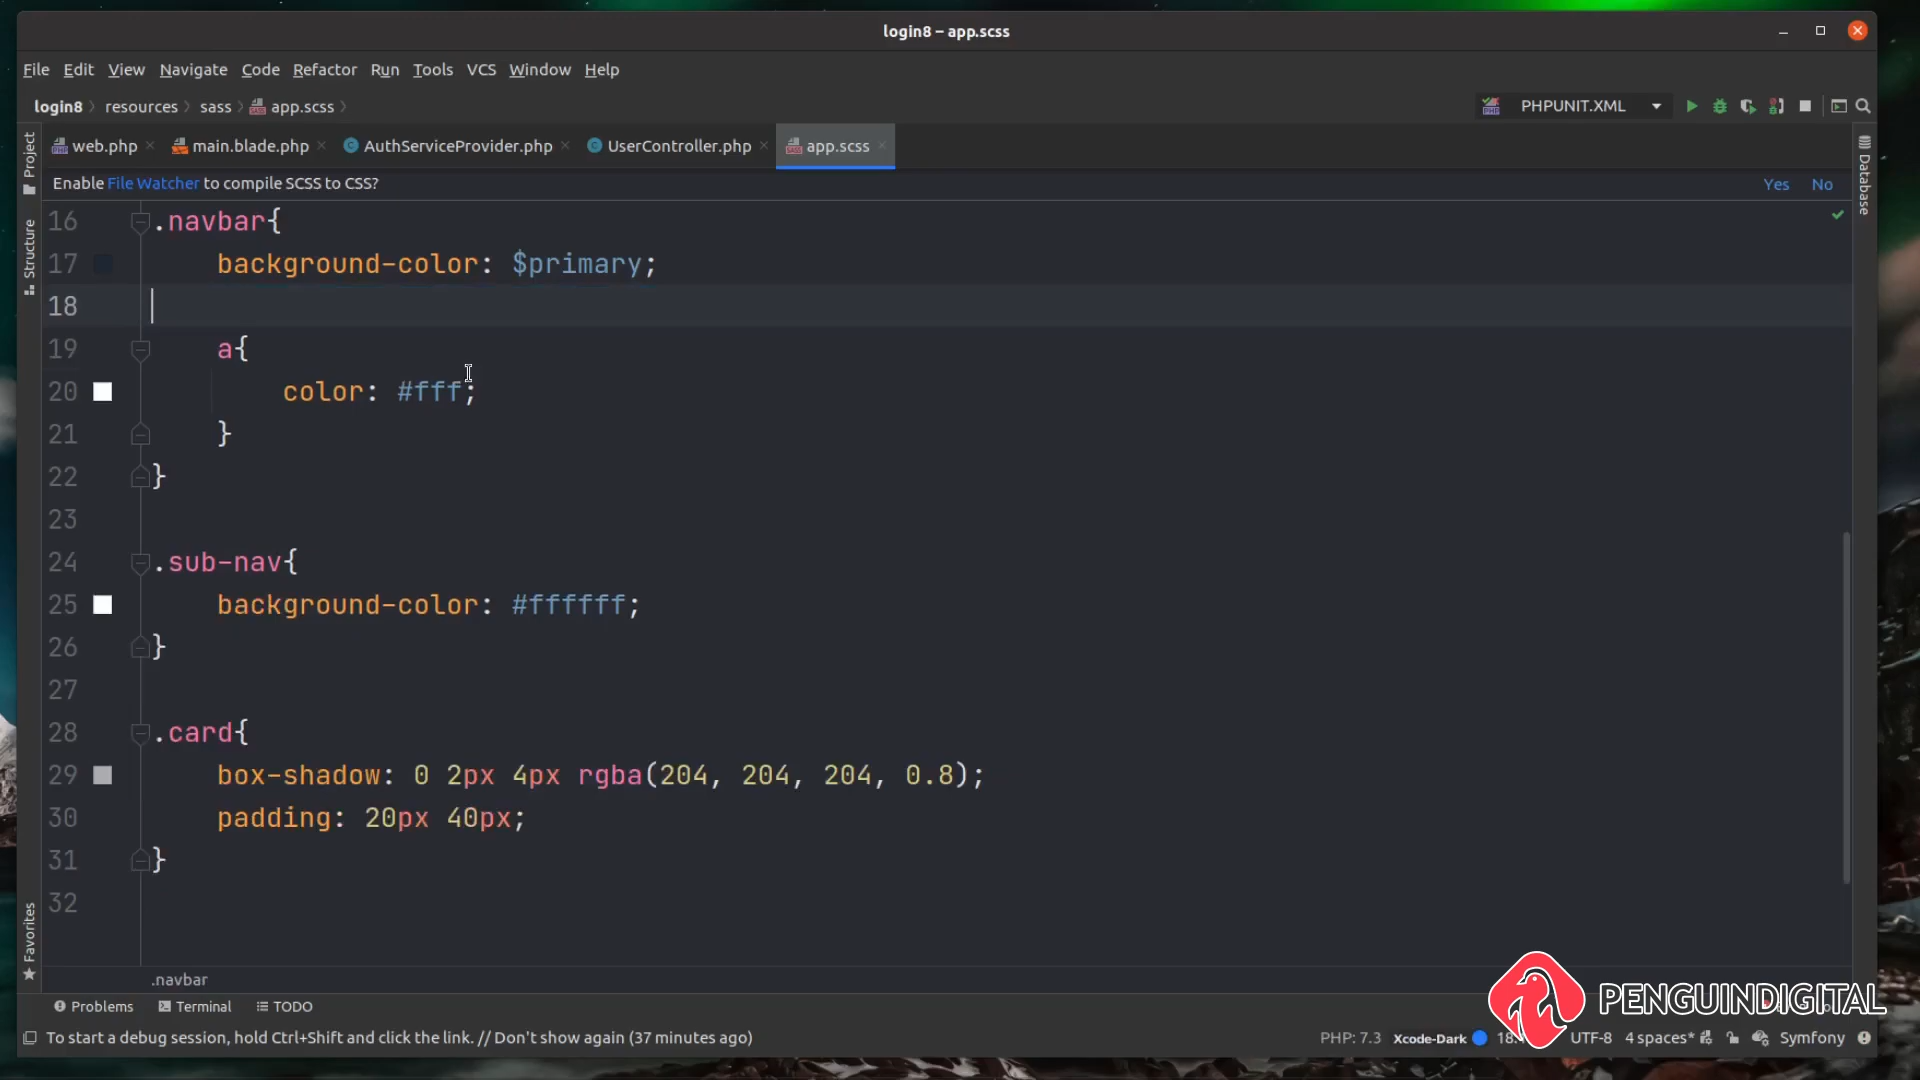 login8 – app.scss
File Edit View Navigate Code Refactor Run Tools VCS Window Help
login8 resources sass app.scss
PHPUNIT.XML
web.php main.blade.php AuthServiceProvider.php UserController.php app.scss
Enable File Watcher to compile SCSS to CSS? Yes No
Project
Structure
Favorites
Database
16 .navbar{
17 background-color: $primary;
18
19 a{
20 color: #fff;
21 }
22 }
23
24 .sub-nav{
25 background-color: #ffffff;
26 }
27
28 .card{
29 box-shadow: 0 2px 4px rgba(204, 204, 204, 0.8);
30 padding: 20px 40px;
31 }
32
.navbar
Problems Terminal TODO
PENGUINDIGITAL
To start a debug session, hold Ctrl+Shift and click the link. // Don't show again (37 minutes ago) PHP: 7.3 Xcode-Dark UTF-8 4 spaces* Symfony